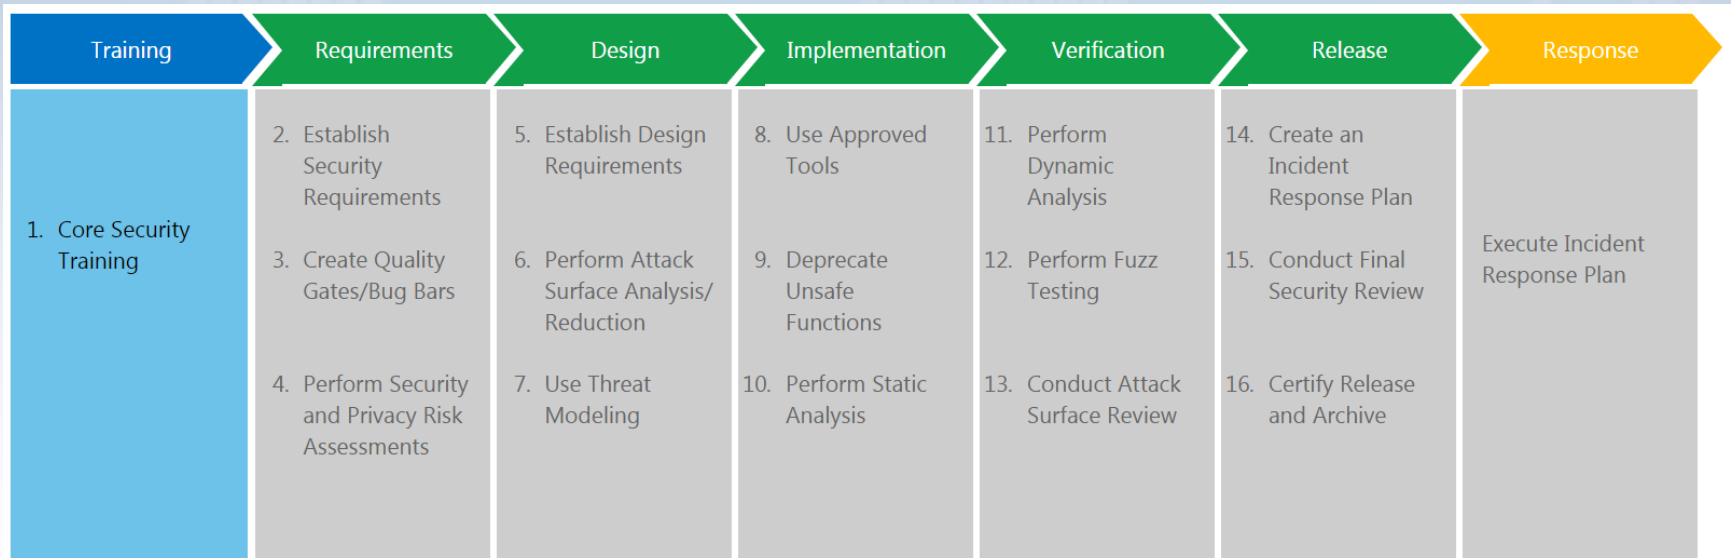 Training
Requirements
Design
Implementation
Verification
Release
Response
1. Core Security
Training
2. Establish
Security
Requirements
3. Create Quality
Gates/Bug Bars
4. Perform Security
and Privacy Risk
Assessments
5. Establish Design
Requirements
6. Perform Attack
Surface Analysis/
Reduction
7. Use Threat
Modeling
8. Use Approved
Tools
9. Deprecate
Unsafe
Functions
10. Perform Static
Analysis
11. Perform
Dynamic
Analysis
12. Perform Fuzz
Testing
13. Conduct Attack
Surface Review
14. Create an
Incident
Response Plan
15. Conduct Final
Security Review
16. Certify Release
and Archive
Execute Incident
Response Plan